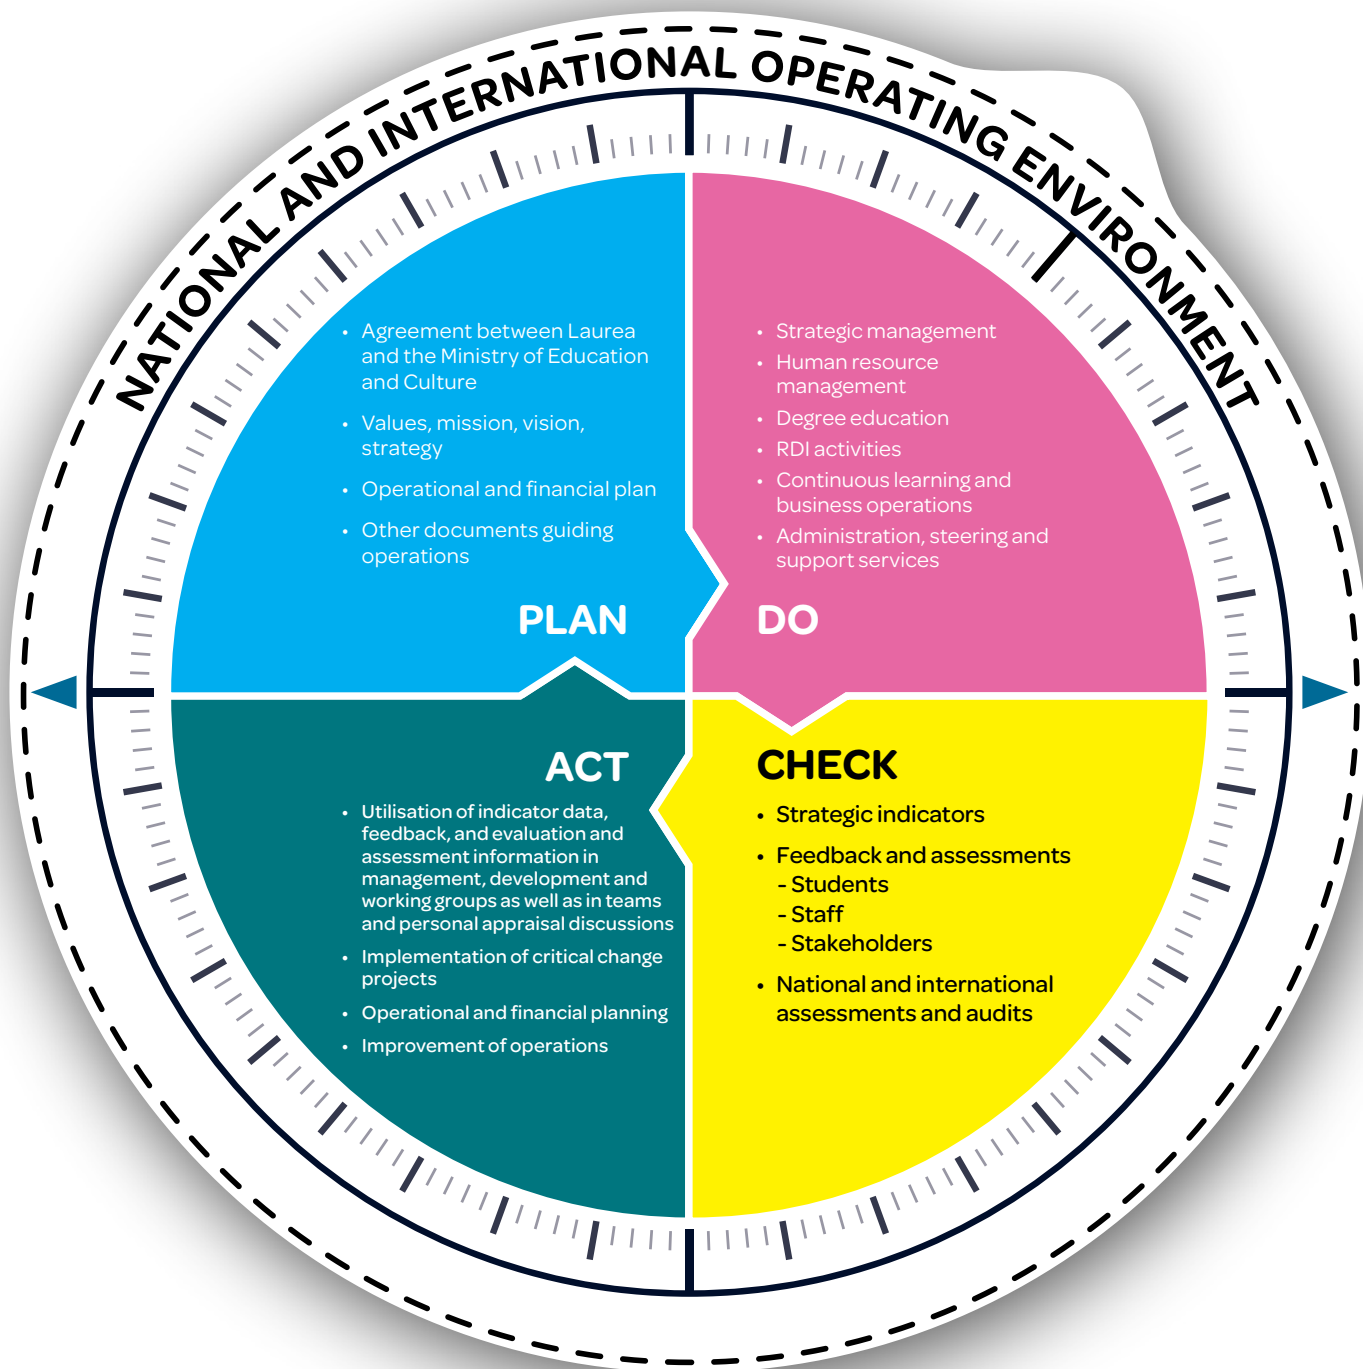 NATIONAL AND INTERNATIONAL OPERATING ENVIRONMENT
• Agreement between Laurea
and the Ministry of Education
and Culture
• Values, mission, vision,
strategy
• Operational and financial plan
• Other documents guiding
operations
PLAN
• Strategic management
• Human resource
management
• Degree education
• RDI activities
• Continuous learning and
business operations
• Administration, steering and
support services
DO
CHECK
• Strategic indicators
• Feedback and assessments
- Students
- Staff
- Stakeholders
• National and international
assessments and audits
ACT
• Utilisation of indicator data,
feedback, and evaluation and
assessment information in
management, development and
working groups as well as in teams
and personal appraisal discussions
• Implementation of critical change
projects
• Operational and financial planning
• Improvement of operations